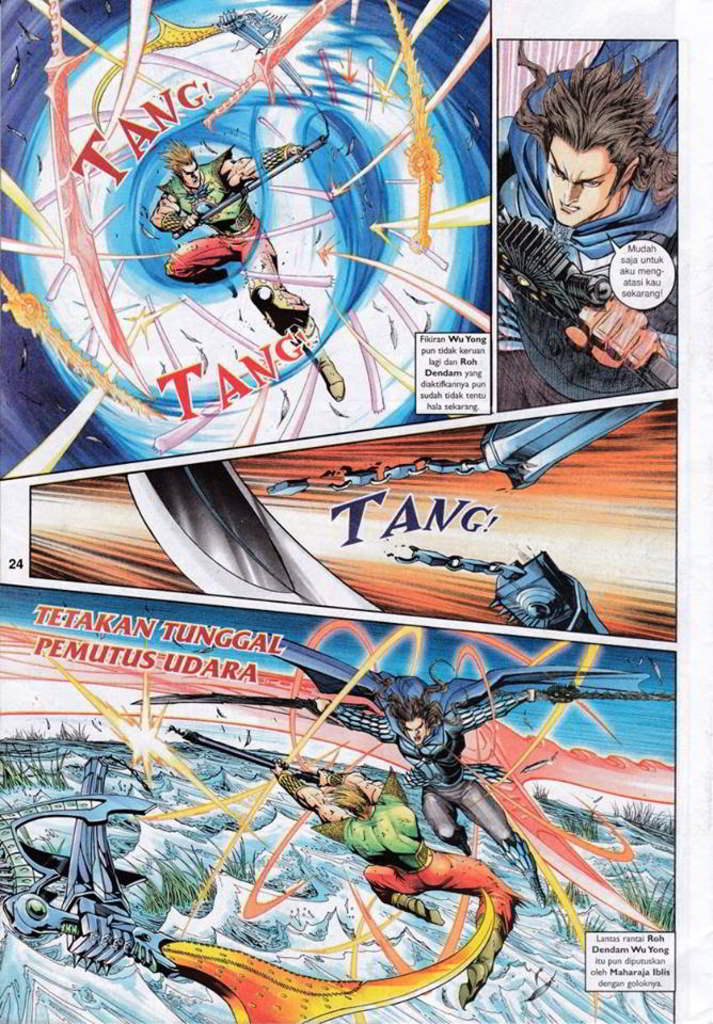 TANG!
TANG!
Fikiran Wu Yong
pun tidak keruan
lagi dan Roh
Dendam yang
diaktifkannya pun
sudah tidak tentu
hala sekarang.
Mudah
saja untuk
aku meng-
atasi kau
sekarang!
TANG!
24
TETAKAN TUNGGAL
PEMUTUS UDARA
Lantas rantai Roh
Dendam Wu Yong
itu pun diputuskan
oleh Maharaja Iblis
dengan goloknya.